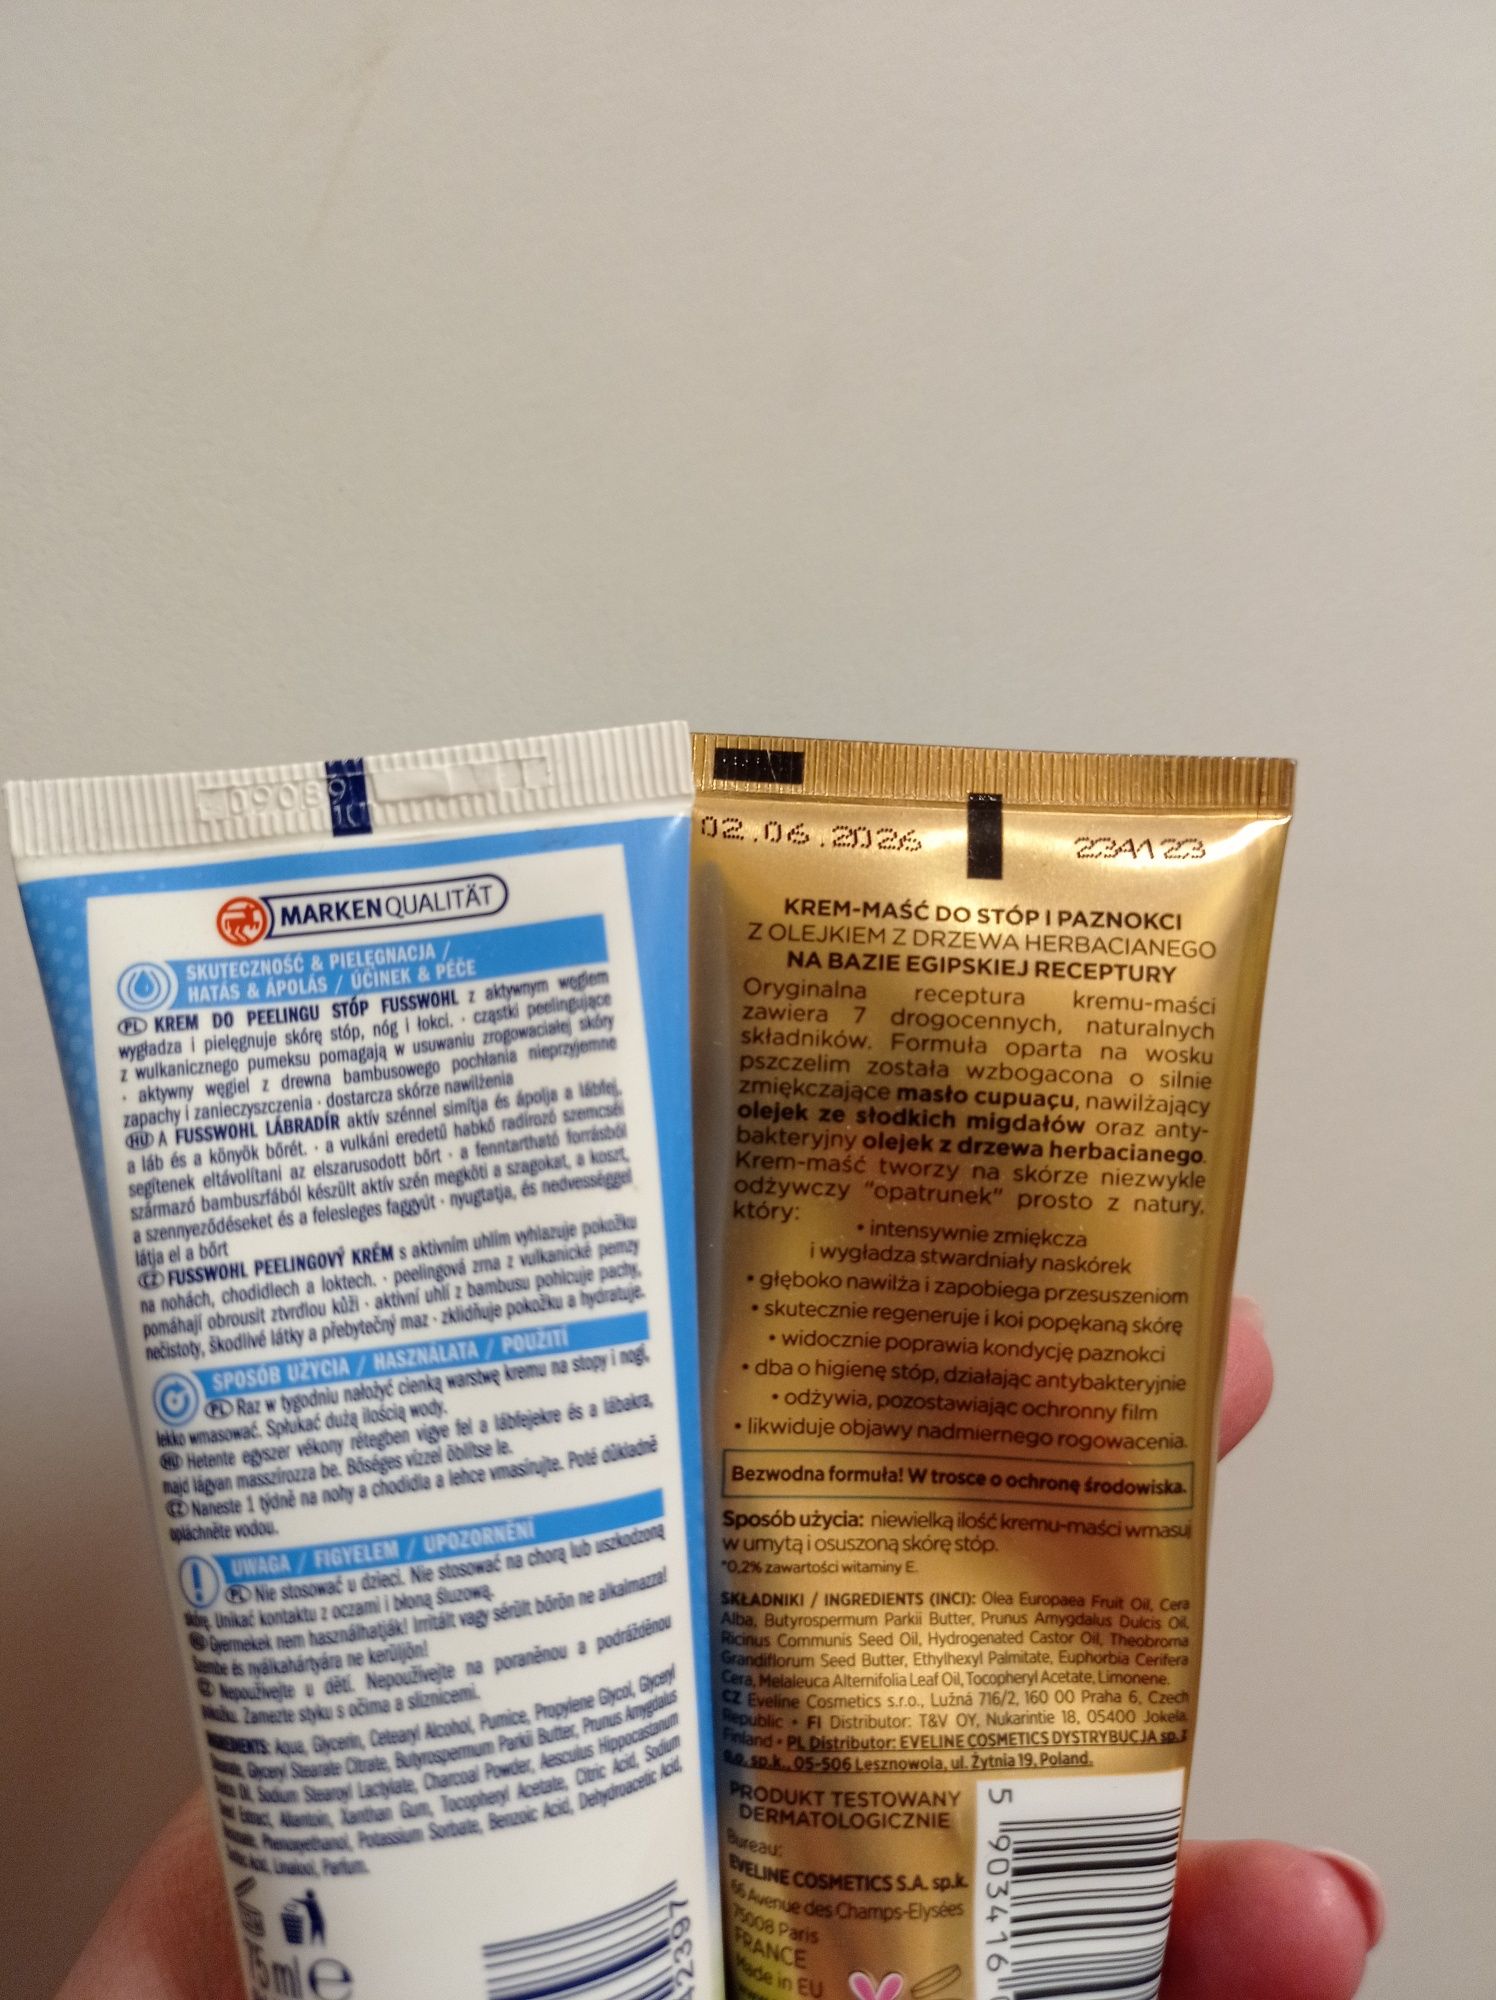 09089
MARKENQUALITÄT
SKUTECZNOŚĆ & PIELĘGNACJA /
HATÁS & ÁPOLÁS / ÚČINEK & PÉČE
PL KREM DO PEELINGU STÓP FUSSWOHL z aktywnym węglem
wygładza i pielęgnuje skórę stóp, nóg i łokci. · cząstki peelingujące
z wulkanicznego pumeksu pomagają w usuwaniu zrogowaciałej skóry
· aktywny węgiel z drewna bambusowego pochłania nieprzyjemne
zapachy i zanieczyszczenia · dostarcza skórze nawilżenia
HU A FUSSWOHL LÁBRADÍR aktív szénnel simítja és ápolja a lábfej,
a láb és a könyök bőrét. · a vulkáni eredetű habkő radírozó szemcséi
segítenek eltávolítani az elszarusodott bőrt · a fenntartható forrásból
származó bambuszfából készült aktív szén megköti a szagokat, a koszt,
a szennyeződéseket és a felesleges faggyút · nyugtatja, és nedvességgel
látja el a bőrt
CZ FUSSWOHL PEELINGOVÝ KRÉM s aktivním uhlím vyhlazuje pokožku
na nohách, chodidlech a loktech. · peelingová zrna z vulkanické pemzy
pomáhají obrousit ztvrdlou kůži · aktivní uhlí z bambusu pohlcuje pachy,
nečistoty, škodlivé látky a přebytečný maz · zklidňuje pokožku a hydratuje.
SPOSÓB UŻYCIA / HASZNÁLATA / POUŽITÍ
PL Raz w tygodniu nałożyć cienką warstwę kremu na stopy i nogi,
lekko wmasować. Spłukać dużą ilością wody.
HU Hetente egyszer vékony rétegben vigye fel a lábfejekre és a lábakra,
majd lágyan masszírozza be. Bőséges vízzel öblítse le.
CZ Naneste 1 týdně na nohy a chodidla a lehce vmasírujte. Poté důkladně
opláchněte vodou.
UWAGA / FIGYELEM / UPOZORNĚNÍ
PL Nie stosować u dzieci. Nie stosować na chorą lub uszkodzoną
skórę. Unikać kontaktu z oczami i błoną śluzową.
HU Gyermekek nem használhatják! Irritált vagy sérült bőrön ne alkalmazza!
Szembe és nyálkahártyára ne kerüljön!
CZ Nepoužívejte u dětí. Nepoužívejte na poraněnou a podrážděnou
pokožku. Zamezte styku s očima a sliznicemi.
INGREDIENTS: Aqua, Glycerin, Cetearyl Alcohol, Pumice, Propylene Glycol, Glyceryl
Stearate, Glyceryl Stearate Citrate, Butyrospermum Parkii Butter, Prunus Amygdalus
Dulcis Oil, Sodium Stearoyl Lactylate, Charcoal Powder, Aesculus Hippocastanum
Seed Extract, Allantoin, Xanthan Gum, Tocopheryl Acetate, Citric Acid, Sodium
Phenoxyethanol, Potassium Sorbate, Benzoic Acid, Dehydroacetic Acid,
Linalool, Parfum.
75 ml e
42397
02.06.2026
KREM-MAŚĆ DO STÓP I PAZNOKCI
Z OLEJKIEM Z DRZEWA HERBACIANEGO
NA BAZIE EGIPSKIEJ RECEPTURY
Oryginalna receptura kremu-maści
zawiera 7 drogocennych, naturalnych
składników. Formuła oparta na wosku
pszczelim została wzbogacona o silnie
zmiękczające masło cupuaçu, nawilżający
olejek ze słodkich migdałów oraz anty-
bakteryjny olejek z drzewa herbacianego.
Krem-maść tworzy na skórze niezwykle
odżywczy "opatrunek" prosto z natury,
który:
• intensywnie zmiękcza
i wygładza stwardniały naskórek
• głęboko nawilża i zapobiega przesuszeniom
• skutecznie regeneruje i koi popękaną skórę
• widocznie poprawia kondycję paznokci
• dba o higienę stóp, działając antybakteryjnie
• odżywia, pozostawiając ochronny film
• likwiduje objawy nadmiernego rogowacenia.
Bezwodna formuła! W trosce o ochronę środowiska.
Sposób użycia: niewielką ilość kremu-maści wmasuj
w umytą i osuszoną skórę stóp.
*0,2% zawartości witaminy E.
SKŁADNIKI / INGREDIENTS (INCI): Olea Europaea Fruit Oil, Cera
Alba, Butyrospermum Parkii Butter, Prunus Amygdalus Dulcis Oil,
Ricinus Communis Seed Oil, Hydrogenated Castor Oil, Theobroma
Grandiflorum Seed Butter, Ethylhexyl Palmitate, Euphorbia Cerifera
Cera, Melaleuca Alternifolia Leaf Oil, Tocopheryl Acetate, Limonene.
CZ Eveline Cosmetics s.r.o., Lužná 716/2, 160 00 Praha 6, Czech
Republic • FI Distributor: T&V OY, Nukarintie 18, 05400 Jokela,
Finland • PL Distributor: EVELINE COSMETICS DYSTRYBUCJA sp. z
o.o. sp.k., 05-506 Lesznowola, ul. Żytnia 19, Poland.
PRODUKT TESTOWANY
DERMATOLOGICZNIE
Bureau:
EVELINE COSMETICS S.A. sp.k.
66 Avenue des Champs-Elysées
75008 Paris
FRANCE
Made in EU
5 903416